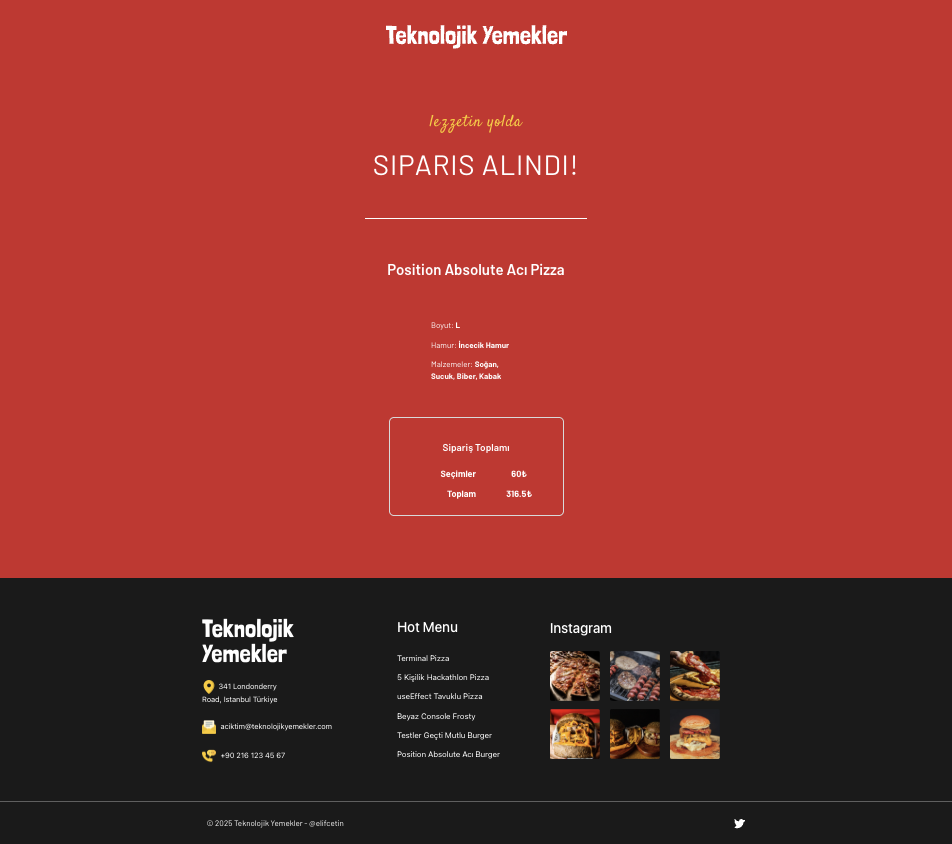 Teknolojik Yemekler
lezzetin yolda
SIPARIS ALINDI!
Position Absolute Acı Pizza
Boyut: L
Hamur: İncecik Hamur
Malzemeler: Soğan,
Sucuk, Biber, Kabak
Sipariş Toplamı
Seçimler 60₺
Toplam 316.5₺
Teknolojik
Yemekler
341 Londonderry
Road, Istanbul Türkiye
aciktim@teknolojikyemekler.com
+90 216 123 45 67
Hot Menu
Terminal Pizza
5 Kişilik Hackathlon Pizza
useEffect Tavuklu Pizza
Beyaz Console Frosty
Testler Geçti Mutlu Burger
Position Absolute Acı Burger
Instagram
© 2025 Teknolojik Yemekler - @elifcetin